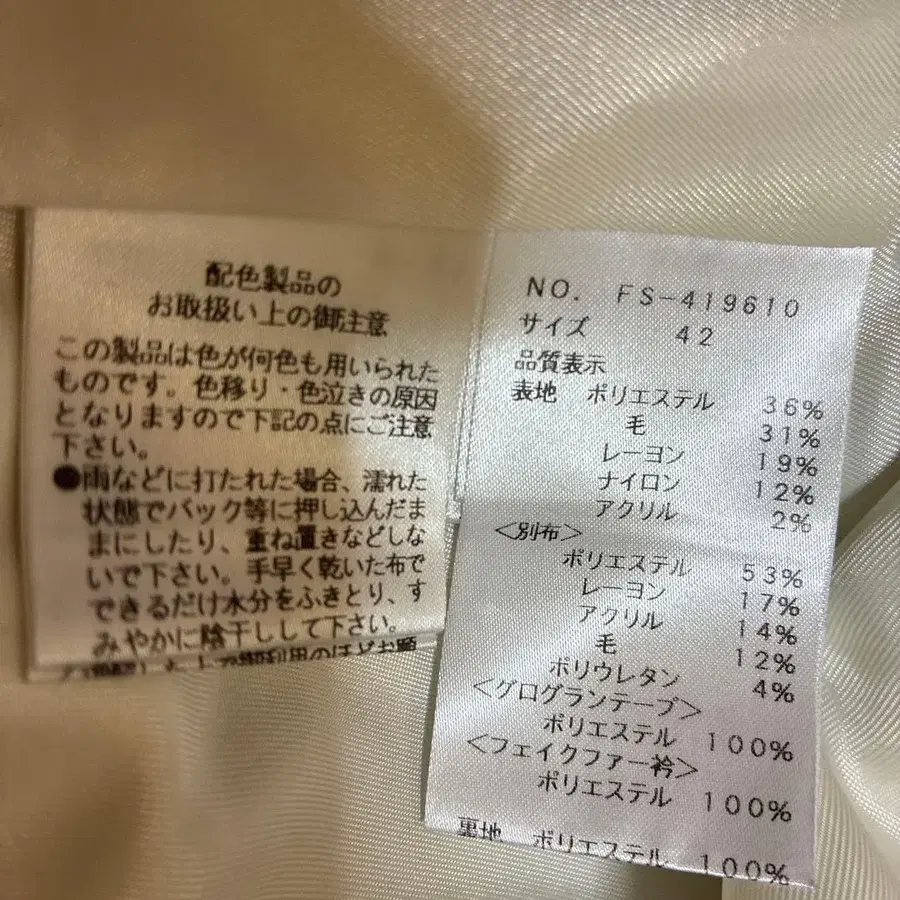 配色製品の
お取扱い上の御注意
この製品は色が何色も用いられた
ものです。色移り・色泣きの原因
となりますので下記の点にご注意
下さい。
●雨などに打たれた場合、濡れた
状態でバック等に押し込んだま
まにしたり、重ね置きなどしな
いで下さい。手早く乾いた布で
できるだけ水分をふきとり、す
みやかに陰干しして下さい。
上で御利用のほどお願
NO. FS-419610
サイズ 42
品質表示
表地 ポリエステル 36%
毛 31%
レーヨン 19%
ナイロン 12%
アクリル 2%
<別布>
ポリエステル 53%
レーヨン 17%
アクリル 14%
毛 12%
ポリウレタン 4%
<グログランテープ>
ポリエステル 100%
<フェイクファー衿>
ポリエステル 100%
裏地 ポリエステル 100%